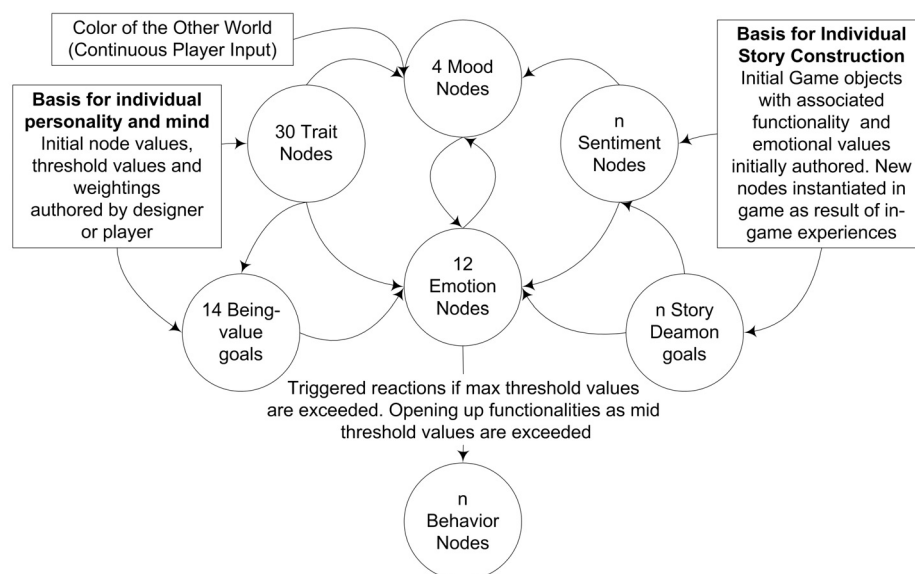 Color of the Other World
(Continuous Player Input)
Basis for individual
personality and mind
Initial node values,
threshold values and
weightings
authored by designer
or player
30 Trait
Nodes
4 Mood
Nodes
n
Sentiment
Nodes
Basis for Individual
Story Construction
Initial Game objects
with associated
functionality and
emotional values
initially authored. New
nodes instantiated in
game as result of in-
game experiences
14 Being-
value
goals
12
Emotion
Nodes
n Story
Deamon
goals
Triggered reactions if max threshold values
are exceeded. Opening up functionalities as mid
threshold values are exceeded
n
Behavior
Nodes